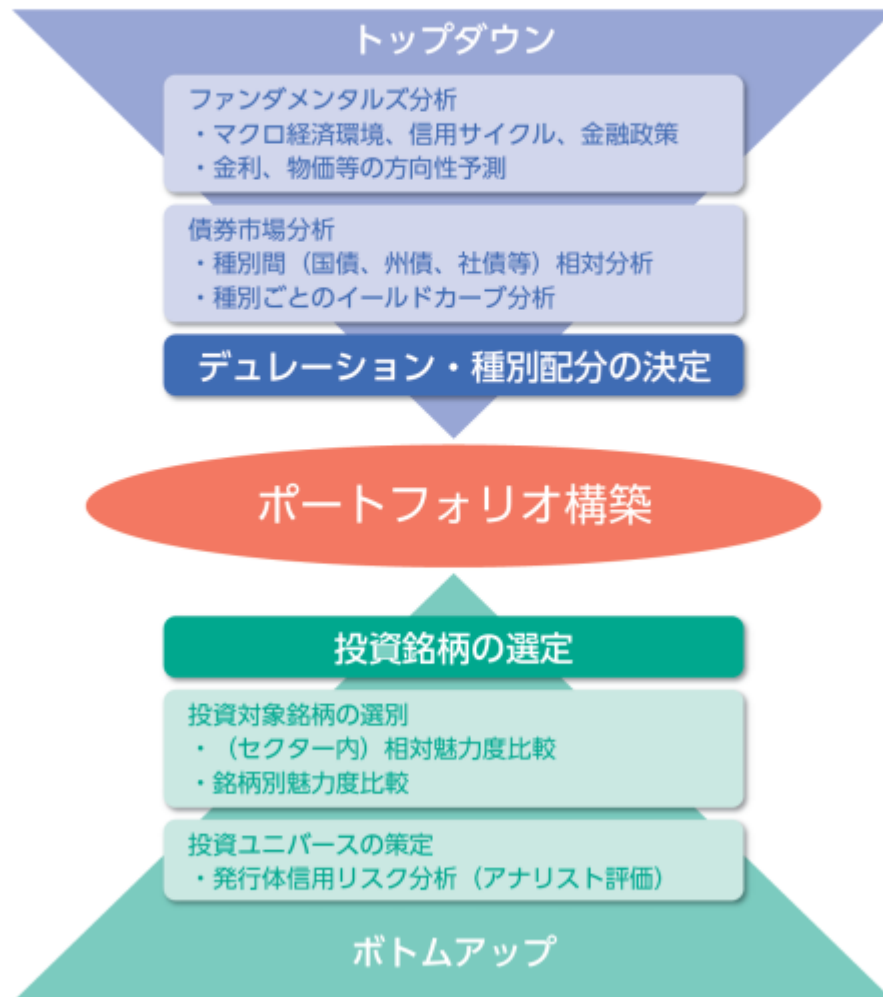 トップダウン
ファンダメンタルズ分析
・マクロ経済環境、信用サイクル、金融政策
・金利、物価等の方向性予測
債券市場分析
・種別間（国債、州債、社債等）相対分析
・種別ごとのイールドカーブ分析
デュレーション・種別配分の決定
ポートフォリオ構築
投資銘柄の選定
投資対象銘柄の選別
・（セクター内）相対魅力度比較
・銘柄別魅力度比較
投資ユニバースの策定
・発行体信用リスク分析（アナリスト評価）
ボトムアップ